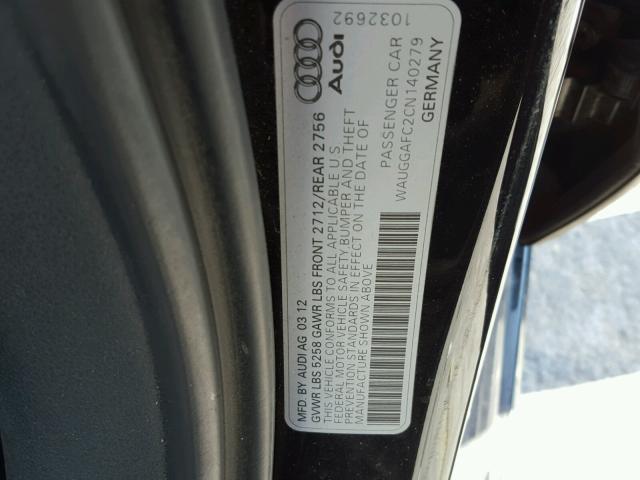 MFD. BY AUDI AG 03 12
GVWR LBS 5258 GAWR LBS FRONT 2712/REAR 2756
THIS VEHICLE CONFORMS TO ALL APPLICABLE U S
FEDERAL MOTOR VEHICLE SAFETY, BUMPER AND THEFT
PREVENTION STANDARDS IN EFFECT ON THE DATE OF
MANUFACTURE SHOWN ABOVE
PASSENGER CAR
WAUGGAFC2CN140279
GERMANY
Audi
1032692